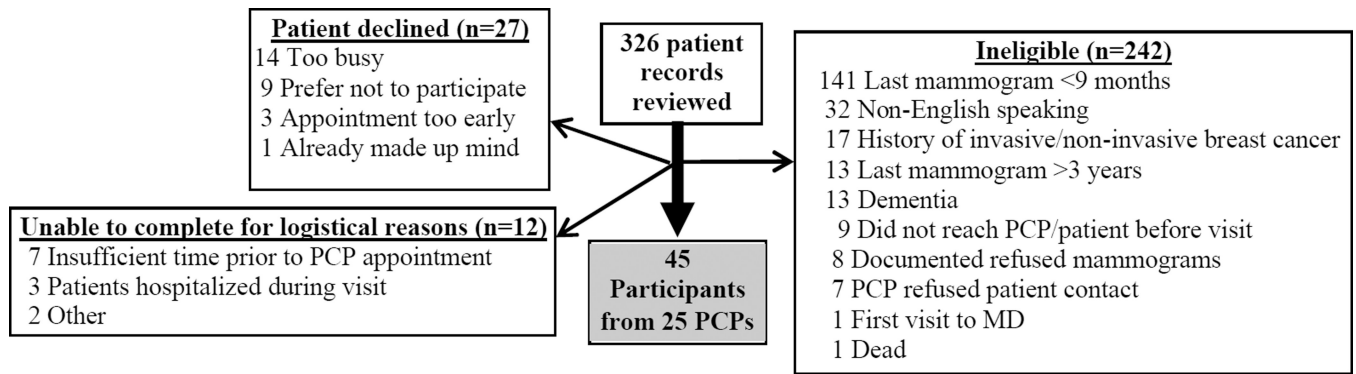 Patient declined (n=27)
14 Too busy
9 Prefer not to participate
3 Appointment too early
1 Already made up mind
326 patient
records
reviewed
Ineligible (n=242)
141 Last mammogram <9 months
32 Non-English speaking
17 History of invasive/non-invasive breast cancer
13 Last mammogram >3 years
13 Dementia
9 Did not reach PCP/patient before visit
8 Documented refused mammograms
7 PCP refused patient contact
1 First visit to MD
1 Dead
Unable to complete for logistical reasons (n=12)
7 Insufficient time prior to PCP appointment
3 Patients hospitalized during visit
2 Other
45
Participants
from 25 PCPs